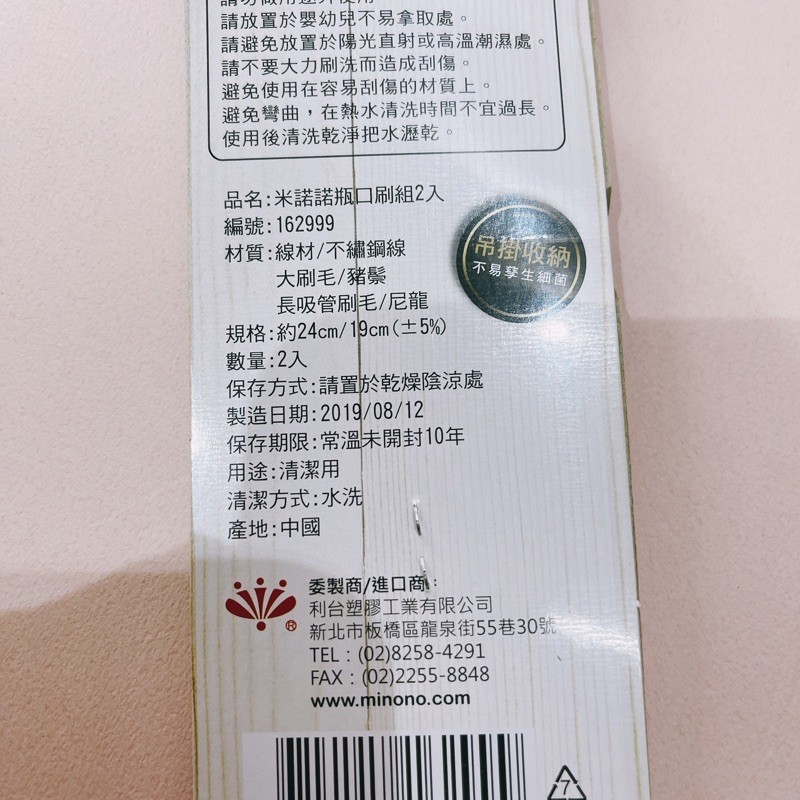 請勿做用途外使用
請放置於嬰幼兒不易拿取處。
請避免放置於陽光直射或高溫潮濕處。
請不要大力刷洗而造成刮傷。
避免使用在容易刮傷的材質上。
避免彎曲，在熱水清洗時間不宜過長。
使用後清洗乾淨把水瀝乾。
品名:米諾諾瓶口刷組2入
編號:162999
材質:線材/不繡鋼線
大刷毛/豬鬃
長吸管刷毛/尼龍
規格:約24cm/19cm(±5%)
數量:2入
保存方式:請置於乾燥陰涼處
製造日期:2019/08/12
保存期限:常溫未開封10年
用途:清潔用
清潔方式:水洗
產地:中國
吊掛收納
不易孳生細菌
委製商/進口商:
利台塑膠工業有限公司
新北市板橋區龍泉街55巷30號
TEL：(02)8258-4291
FAX：(02)2255-8848
www.minono.com
®
7